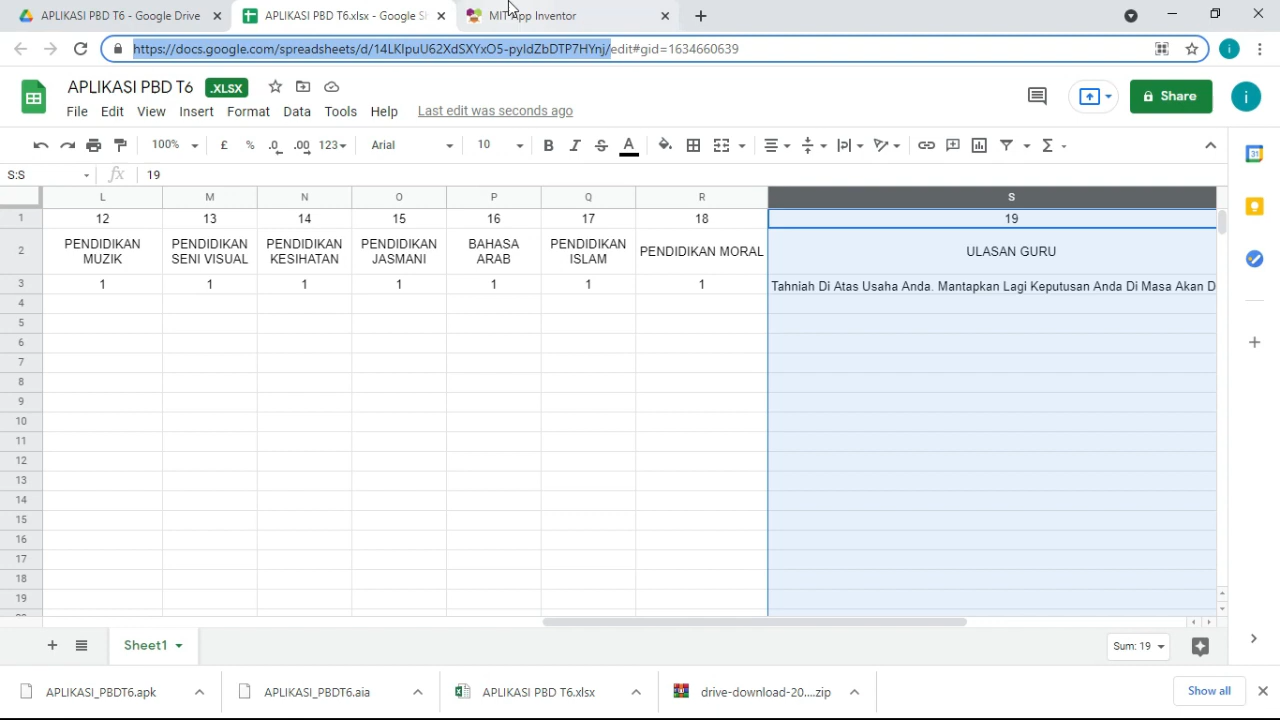 APLIKASI PBD T6 - Google Drive
APLIKASI PBD T6.xlsx - Google Sh
MIT App Inventor
https://docs.google.com/spreadsheets/d/14LKlpuU62XdSXYxO5-pyIdZbDTP7HYnj/edit#gid=1634660639
i
APLIKASI PBD T6 .XLSX
File Edit View Insert Format Data Tools Help Last edit was seconds ago
Share
i
100% £ % .0 .00 123 Arial 10 B I S A
31
S:S fx 19
L M N O P Q R S
1 12 13 14 15 16 17 18 19
2 PENDIDIKAN MUZIK PENDIDIKAN SENI VISUAL PENDIDIKAN KESIHATAN PENDIDIKAN JASMANI BAHASA ARAB PENDIDIKAN ISLAM PENDIDIKAN MORAL ULASAN GURU
3 1 1 1 1 1 1 1 Tahniah Di Atas Usaha Anda. Mantapkan Lagi Keputusan Anda Di Masa Akan D
4
5
6
7
8
9
10
11
12
13
14
15
16
17
18
19
Sheet1
Sum: 19
APLIKASI_PBDT6.apk
APLIKASI_PBDT6.aia
APLIKASI PBD T6.xlsx
drive-download-20....zip
Show all